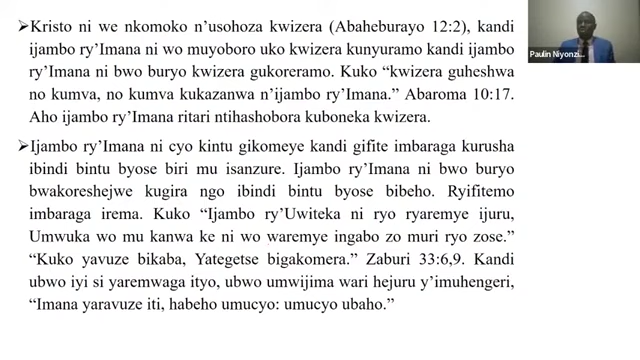 ➢Kristo ni we nkomoko n’usohoza kwizera (Abaheburayo 12:2), kandi
ijambo ry’Imana ni wo muyoboro uko kwizera kunyuramo kandi ijambo
ry’Imana ni bwo buryo kwizera gukoreramo. Kuko “kwizera guheshwa
no kumva, no kumva kukazanwa n’ijambo ry’Imana.” Abaroma 10:17.
Aho ijambo ry’Imana ritari ntihashobora kuboneka kwizera.
➢Ijambo ry’Imana ni cyo kintu gikomeye kandi gifite imbaraga kurusha
ibindi bintu byose biri mu isanzure. Ijambo ry’Imana ni bwo buryo
bwakoreshejwe kugira ngo ibindi bintu byose bibeho. Ryifitemo
imbaraga irema. Kuko “Ijambo ry’Uwiteka ni ryo ryaremye ijuru,
Umwuka wo mu kanwa ke ni wo waremye ingabo zo muri ryo zose.”
“Kuko yavuze bikaba, Yategetse bigakomera.” Zaburi 33:6,9. Kandi
ubwo iyi si yaremwaga ityo, ubwo umwijima wari hejuru y’imuhengeri,
“Imana yaravuze iti, habeho umucyo: umucyo ubaho.”
Paulin Niyonzi...